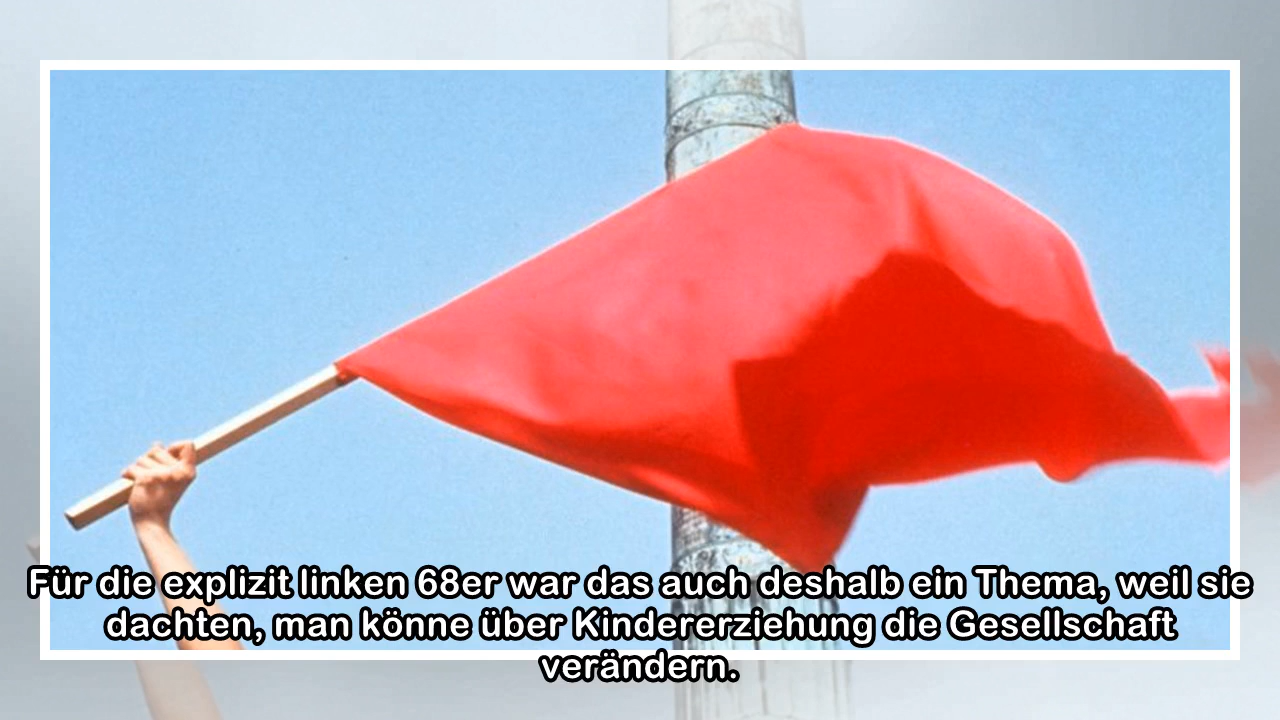 Für die explizit linken 68er war das auch deshalb ein Thema, weil sie
dachten, man könne über Kindererziehung die Gesellschaft
verändern.